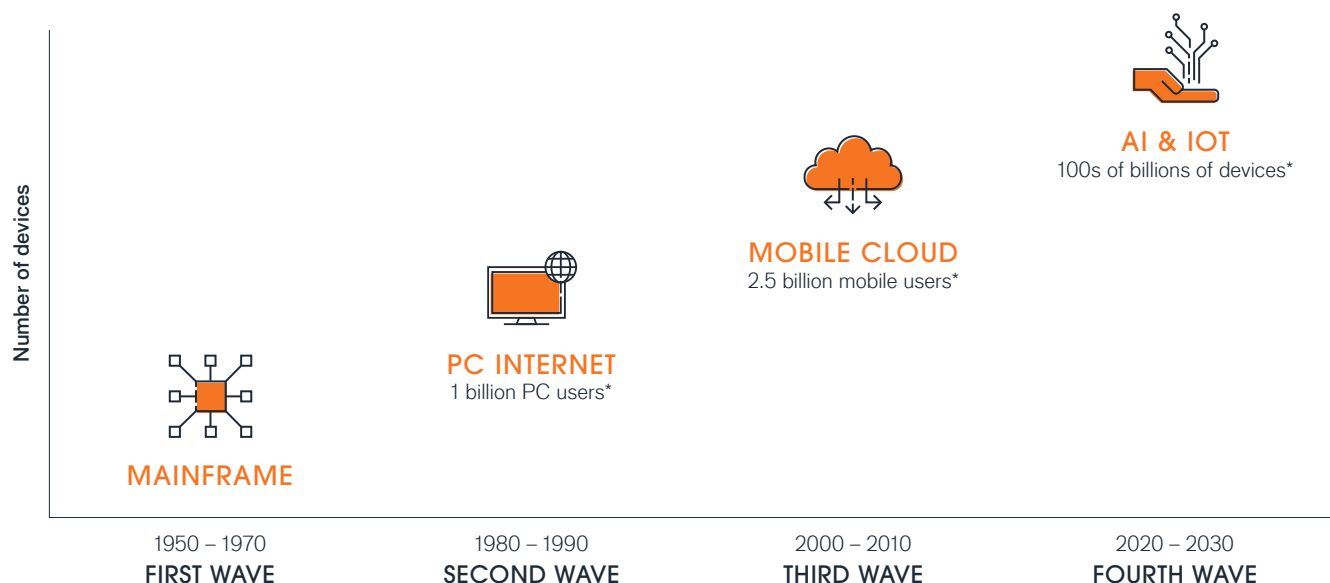 Number of devices
AI & IOT
100s of billions of devices*
MOBILE CLOUD
2.5 billion mobile users*
PC INTERNET
1 billion PC users*
MAINFRAME
1950 – 1970
FIRST WAVE
1980 – 1990
SECOND WAVE
2000 – 2010
THIRD WAVE
2020 – 2030
FOURTH WAVE